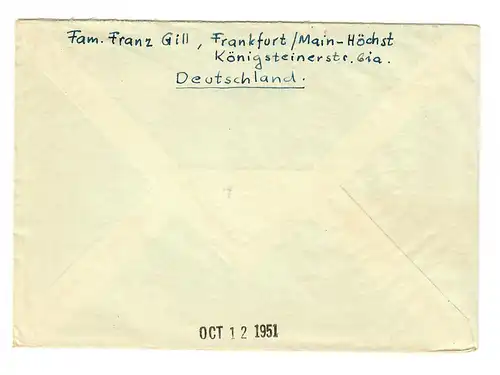 Fam. Franz Gill, Frankfurt/Main-Höchst
Königsteinerstr. 61a.
Deutschland.
OCT 12 1951